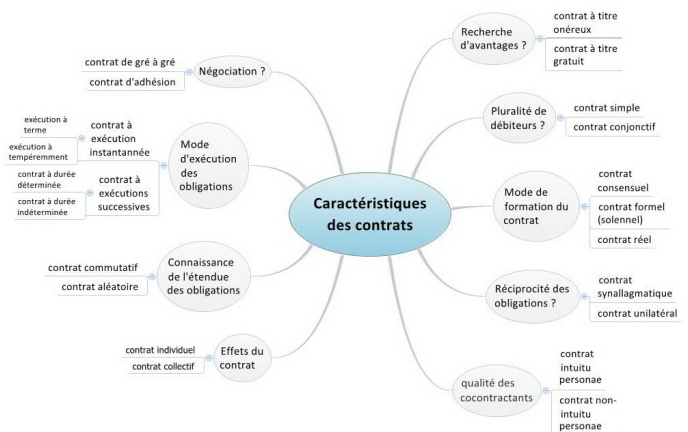 Caractéristiques
des contrats
Négociation ?
contrat de gré à gré
contrat d'adhésion
Mode
d'exécution
des
obligations
contrat à
exécution
instantannée
exécution à
terme
exécution à
tempéremment
contrat à
exécutions
successives
contrat à durée
déterminée
contrat à durée
indéterminée
Connaissance
de l'étendue
des obligations
contrat commutatif
contrat aléatoire
Effets du
contrat
contrat individuel
contrat collectif
Recherche
d'avantages ?
contrat à titre
onéreux
contrat à titre
gratuit
Pluralité de
débiteurs ?
contrat simple
contrat conjonctif
Mode de
formation du
contrat
contrat
consensuel
contrat formel
(solennel)
contrat réel
Réciprocité des
obligations ?
contrat
synallagmatique
contrat unilatéral
qualité des
cocontractants
contrat
intuitu
personae
contrat non-
intuitu
personae